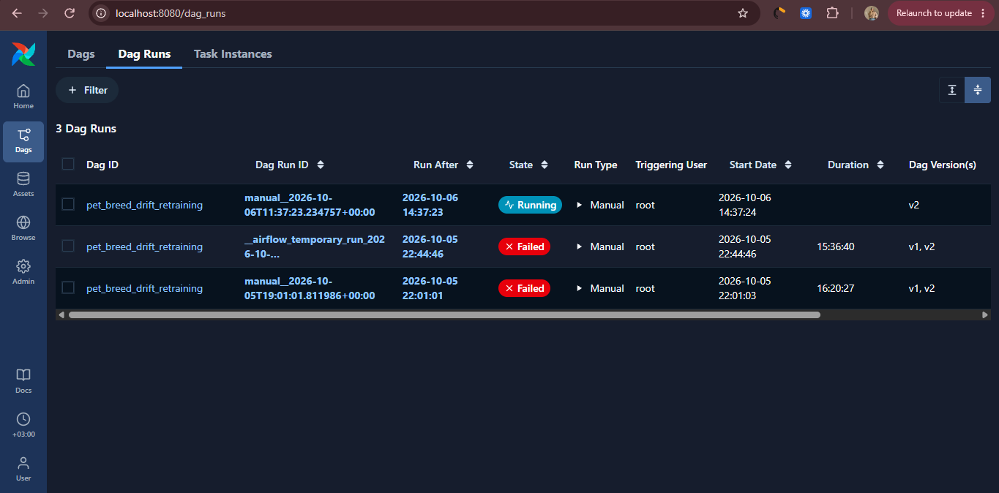 localhost:8080/dag_runs
Relaunch to update
Dags
Dag Runs
Task Instances
+ Filter
Home
Dags
Assets
Browse
Admin
Docs
+03:00
User
3 Dag Runs
Dag ID Dag Run ID Run After State Run Type Triggering User Start Date Duration Dag Version(s)
pet_breed_drift_retraining manual__2026-10- 2026-10-06 Running Manual root 2026-10-06 v2
06T11:37:23.234757+00:00 14:37:23 14:37:24
pet_breed_drift_retraining __airflow_temporary_run_202 2026-10-05 Failed Manual root 2026-10-05 15:36:40 v1, v2
6-10-... 22:44:46 22:44:46
pet_breed_drift_retraining manual__2026-10- 2026-10-05 Failed Manual root 2026-10-05 16:20:27 v1, v2
05T19:01:01.811986+00:00 22:01:01 22:01:03